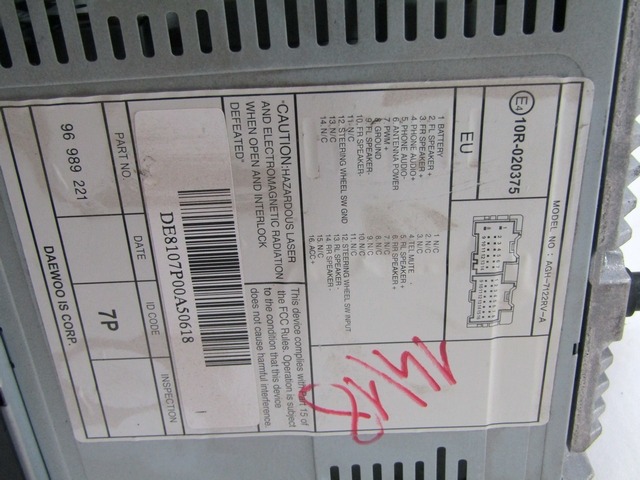 MODEL NO : AGH-7122RV-A
E4 10R-020375
EU
1 BATTERY
2. FL SPEAKER +
3 FR SPEAKER +
4 PHONE AUDIO+
5. PHONE AUDIO-
6. ANTENNA POWER
7 PWM +
8 GROUND
9. FL SPEAKER-
10. FR SPEAKER-
11. N/C
12. STEERING WHEEL SW GND
13. N/C
14. N/C
1. N/C
2. N/C
3. N/C
4. TEL MUTE
5. RL SPEAKER +
6. RR SPEAKER +
7. N/C
8. N/C
9. N/C
10. N/C
11. N/C
12. STEERING WHEEL SW INPUT
13. RL SPEAKER -
14. RR SPEAKER -
15. N/C
16. ACC+
"CAUTION:HAZARDOUS LASER
AND ELECTROMAGNETIC RADIATION
WHEN OPEN AND INTERLOCK
DEFEATED"
This device complies with part 15 of
the FCC Rules. Operation is subject
to the condition that this device
does not cause harmful interference
DE8107P00A50618
PART NO. DATE ID CODE INSPECTION
96 989 221 7P
DAEWOO IS CORP.